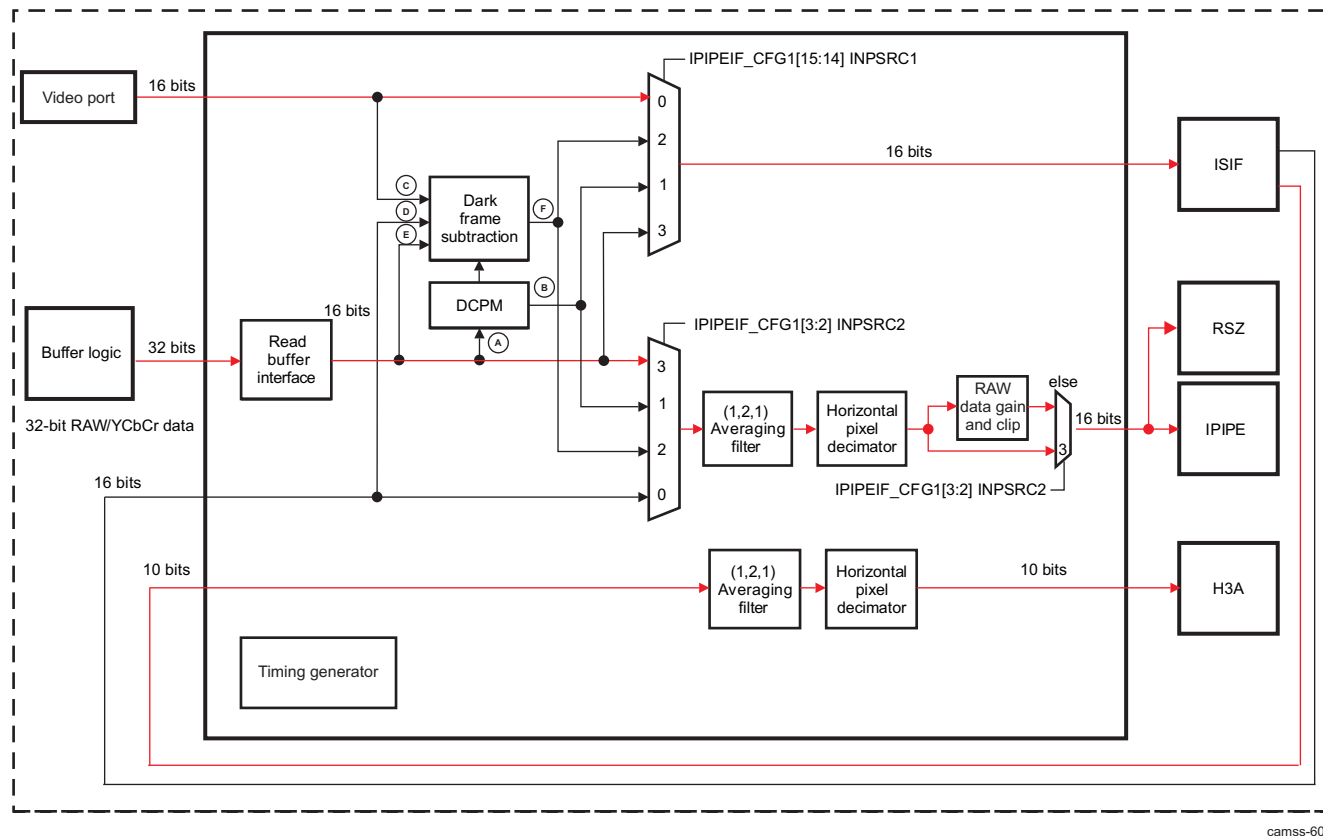 IPIPEIF_CFG1[15:14] INPSRC1
16 bits
Video port
0
2
16 bits
1
3
ISIF
C
D
E
Dark
frame
subtraction
F
DCPM
B
A
16 bits
Buffer logic
32 bits
Read
buffer
interface
32-bit RAW/YCbCr data
IPIPEIF_CFG1[3:2] INPSRC2
3
1
2
0
(1,2,1)
Averaging
filter
Horizontal
pixel
decimator
RAW
data gain
and clip
else
3
16 bits
IPIPEIF_CFG1[3:2] INPSRC2
RSZ
IPIPE
16 bits
10 bits
(1,2,1)
Averaging
filter
Horizontal
pixel
decimator
10 bits
H3A
Timing generator
camss-60